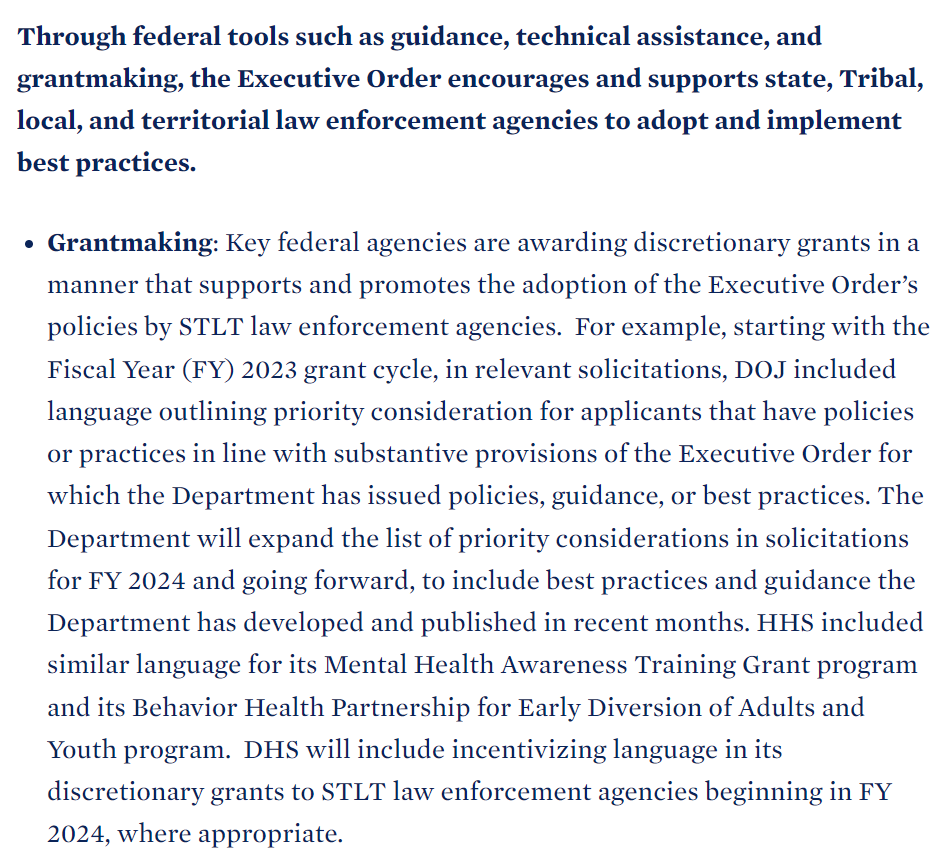 Through federal tools such as guidance, technical assistance, and
grantmaking, the Executive Order encourages and supports state, Tribal,
local, and territorial law enforcement agencies to adopt and implement
best practices.
• Grantmaking: Key federal agencies are awarding discretionary grants in a
manner that supports and promotes the adoption of the Executive Order’s
policies by STLT law enforcement agencies.  For example, starting with the
Fiscal Year (FY) 2023 grant cycle, in relevant solicitations, DOJ included
language outlining priority consideration for applicants that have policies
or practices in line with substantive provisions of the Executive Order for
which the Department has issued policies, guidance, or best practices. The
Department will expand the list of priority considerations in solicitations
for FY 2024 and going forward, to include best practices and guidance the
Department has developed and published in recent months. HHS included
similar language for its Mental Health Awareness Training Grant program
and its Behavior Health Partnership for Early Diversion of Adults and
Youth program.  DHS will include incentivizing language in its
discretionary grants to STLT law enforcement agencies beginning in FY
2024, where appropriate.